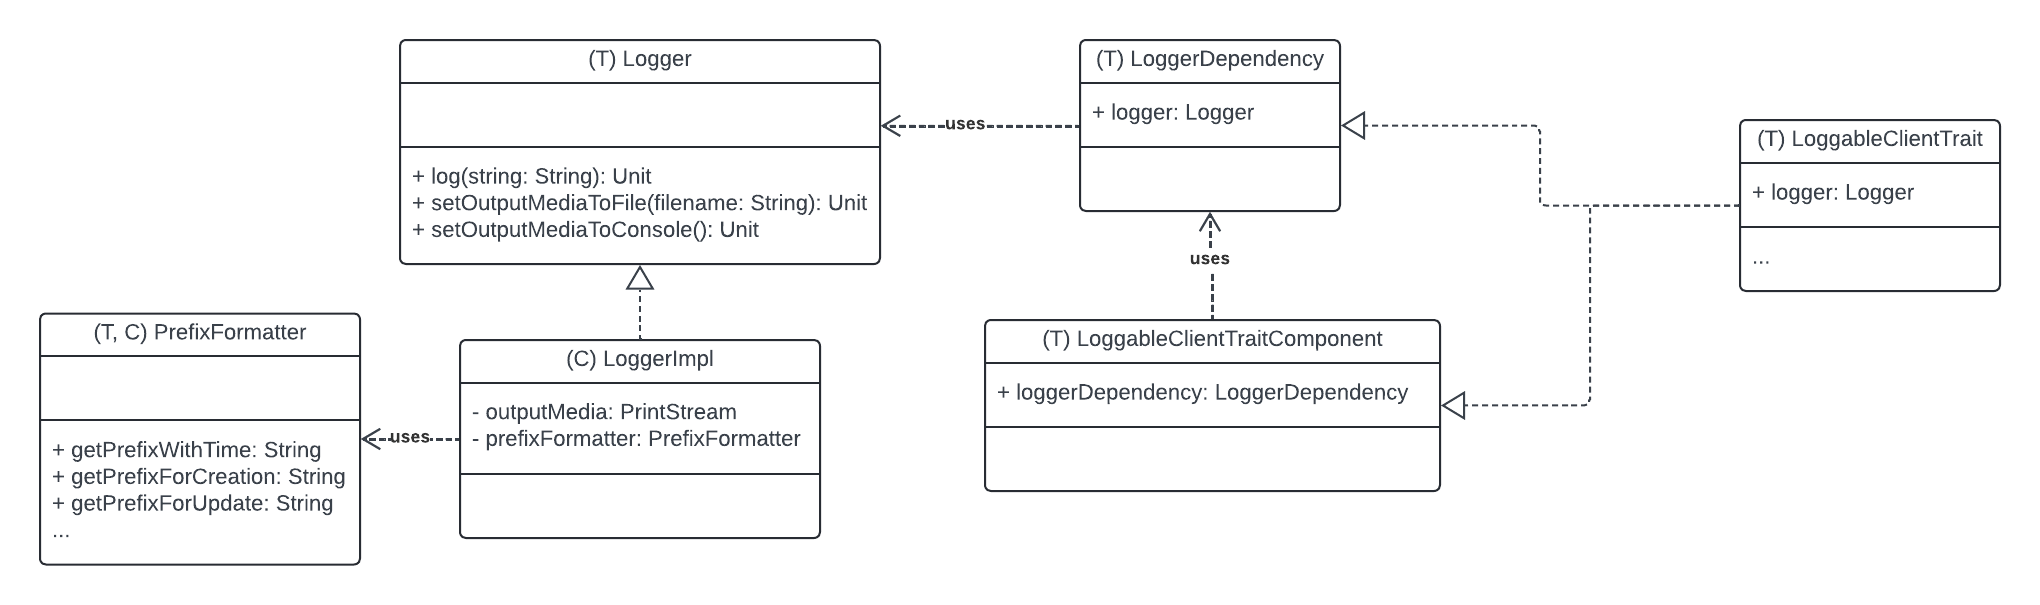 (T) Logger
+ log(string: String): Unit
+ setOutputMediaToFile(filename: String): Unit
+ setOutputMediaToConsole(): Unit
uses
(T) LoggerDependency
+ logger: Logger
(T) LoggableClientTrait
+ logger: Logger
...
uses
(T, C) PrefixFormatter
+ getPrefixWithTime: String
+ getPrefixForCreation: String
+ getPrefixForUpdate: String
...
uses
(C) LoggerImpl
- outputMedia: PrintStream
- prefixFormatter: PrefixFormatter
(T) LoggableClientTraitComponent
+ loggerDependency: LoggerDependency